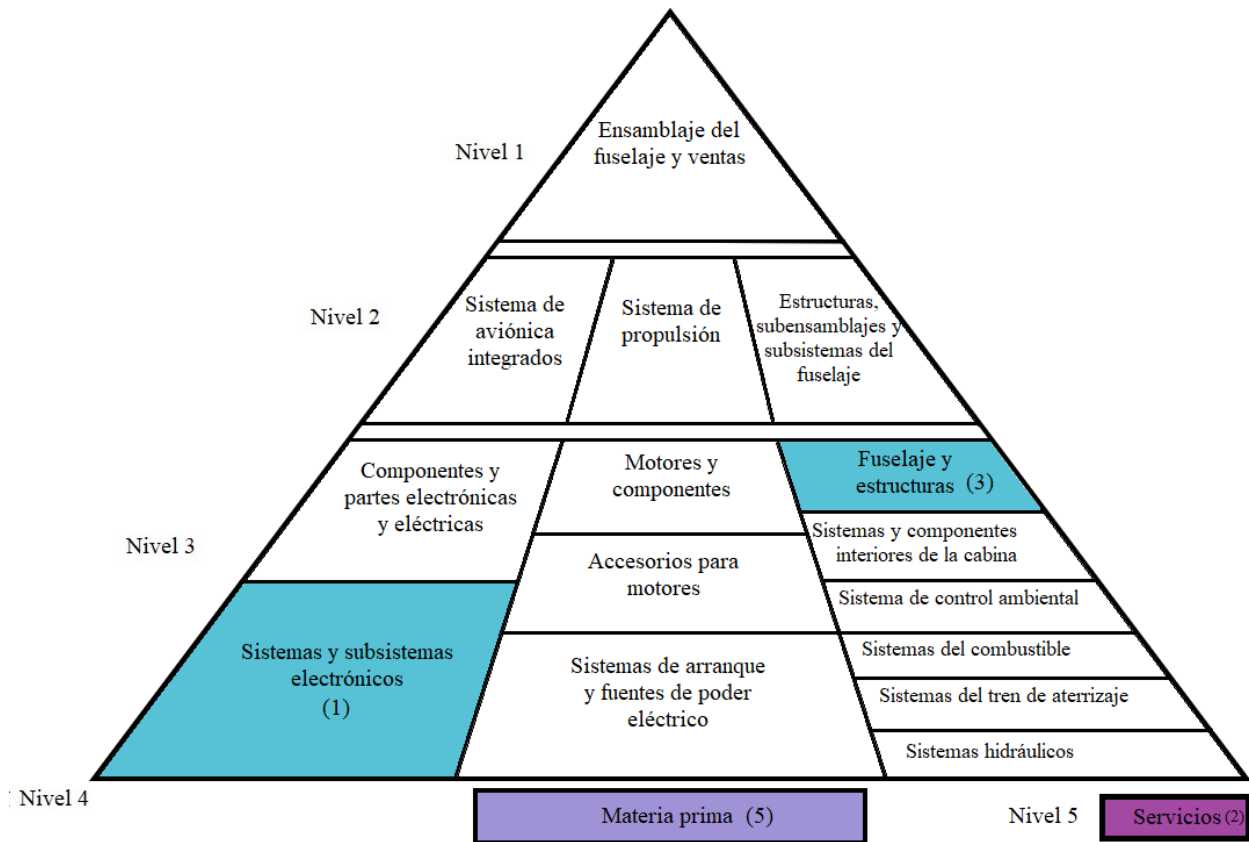 Nivel 1
Ensamblaje del
fuselaje y ventas
Nivel 2
Sistema de
aviónica
integrados
Sistema de
propulsión
Estructuras,
subensamblajes y
subsistemas del
fuselaje
Nivel 3
Componentes y
partes electrónicas
y eléctricas
Motores y
componentes
Fuselaje y
estructuras (3)
Sistemas y componentes
interiores de la cabina
Accesorios para
motores
Sistema de control ambiental
Sistemas y subsistemas
electrónicos
(1)
Sistemas de arranque
y fuentes de poder
eléctrico
Sistemas del combustible
Sistemas del tren de aterrizaje
Sistemas hidráulicos
Nivel 4
Materia prima (5)
Nivel 5
Servicios (2)